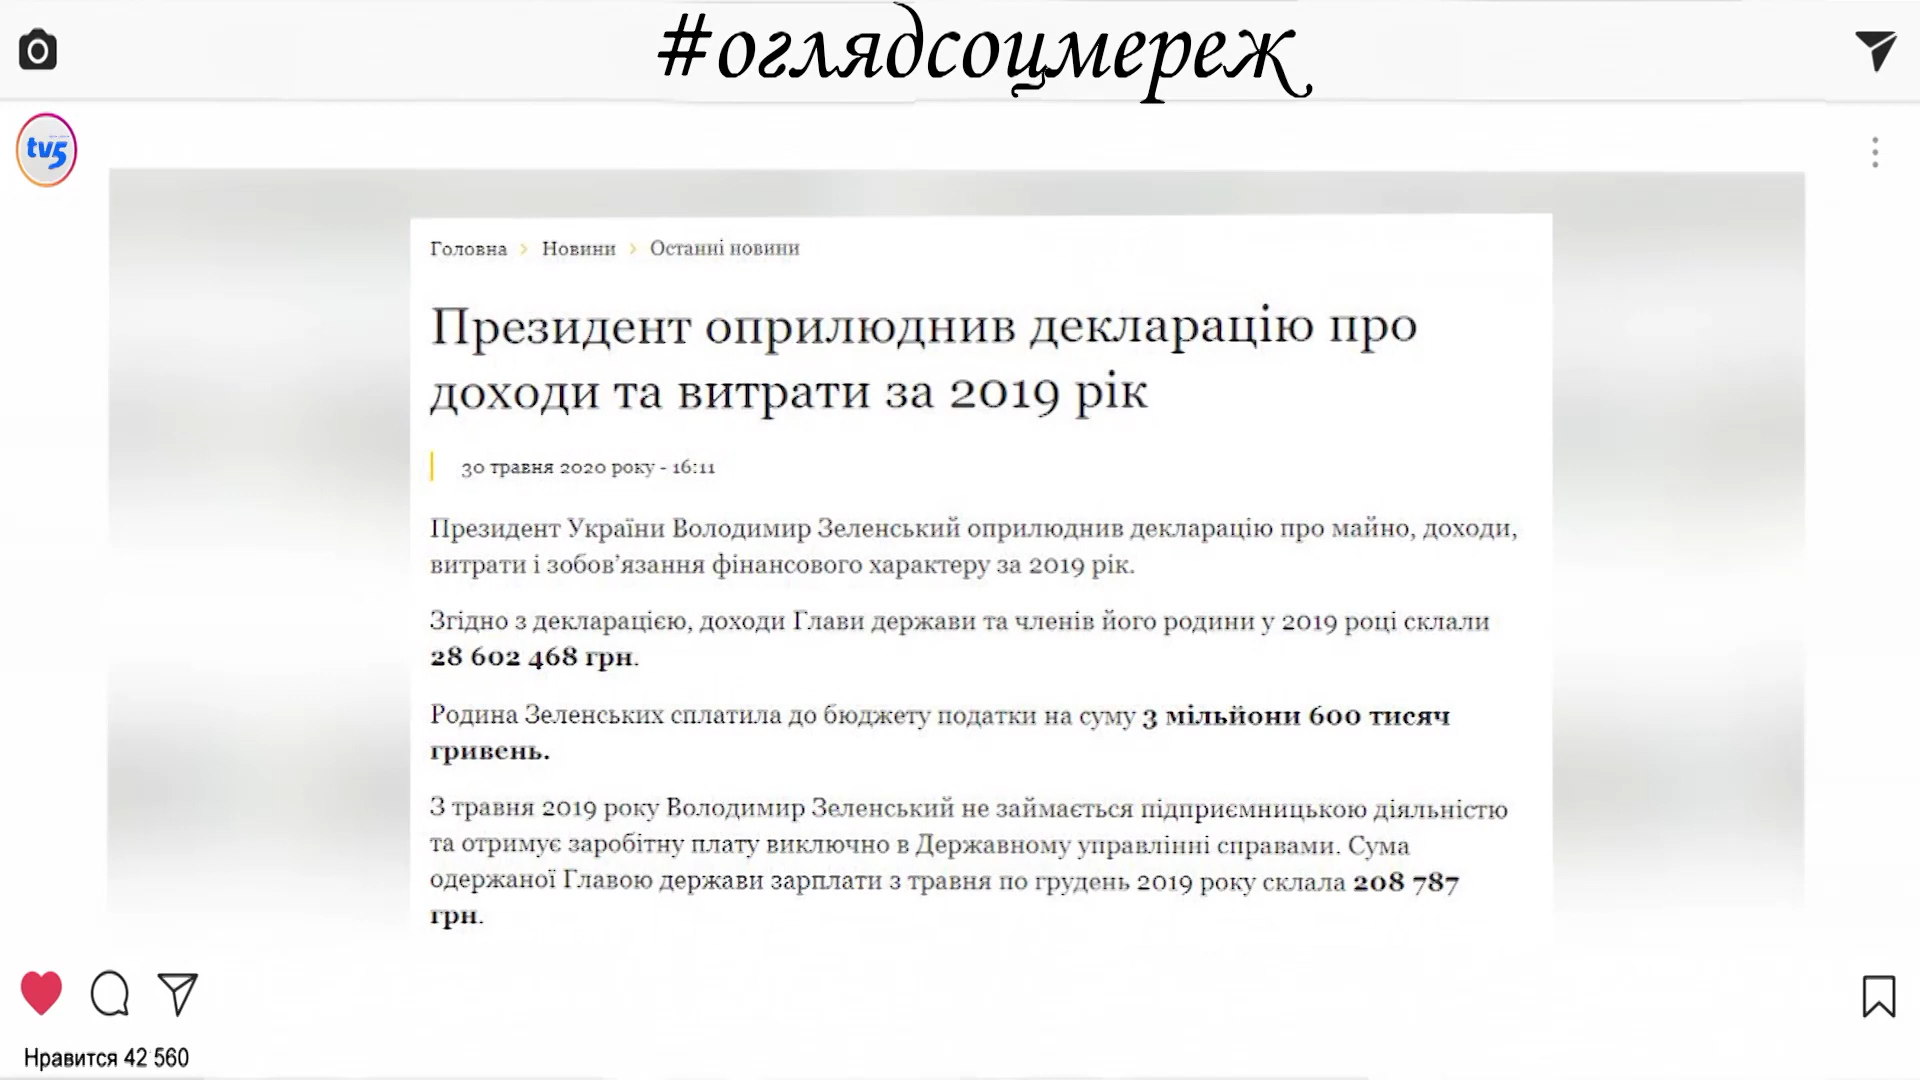 #оглядсоцмереж
tv5
Головна > Новини > Останні новини
Президент оприлюднив декларацію про
доходи та витрати за 2019 рік
30 травня 2020 року - 16:11
Президент України Володимир Зеленський оприлюднив декларацію про майно, доходи,
витрати і зобов’язання фінансового характеру за 2019 рік.
Згідно з декларацією, доходи Глави держави та членів його родини у 2019 році склали
28 602 468 грн.
Родина Зеленських сплатила до бюджету податки на суму 3 мільйони 600 тисяч
гривень.
З травня 2019 року Володимир Зеленський не займається підприємницькою діяльністю
та отримує заробітну плату виключно в Державному управлінні справами. Сума
одержаної Главою держави зарплати з травня по грудень 2019 року склала 208 787
грн.
Нравится 42 560